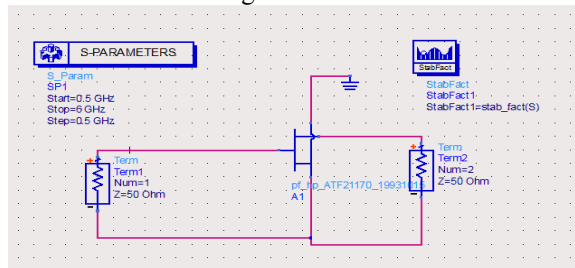 S-PARAMETERS
S_Param
SP1
Start=0.5 GHz
Stop=6 GHz
Step=0.5 GHz
StabFact
StabFact
StabFact1
StabFact1=stab_fact(S)
Term
Term1
Num=1
Z=50 Ohm
pf_hp_ATF21170_19931
A1
Term
Term2
Num=2
Z=50 Ohm